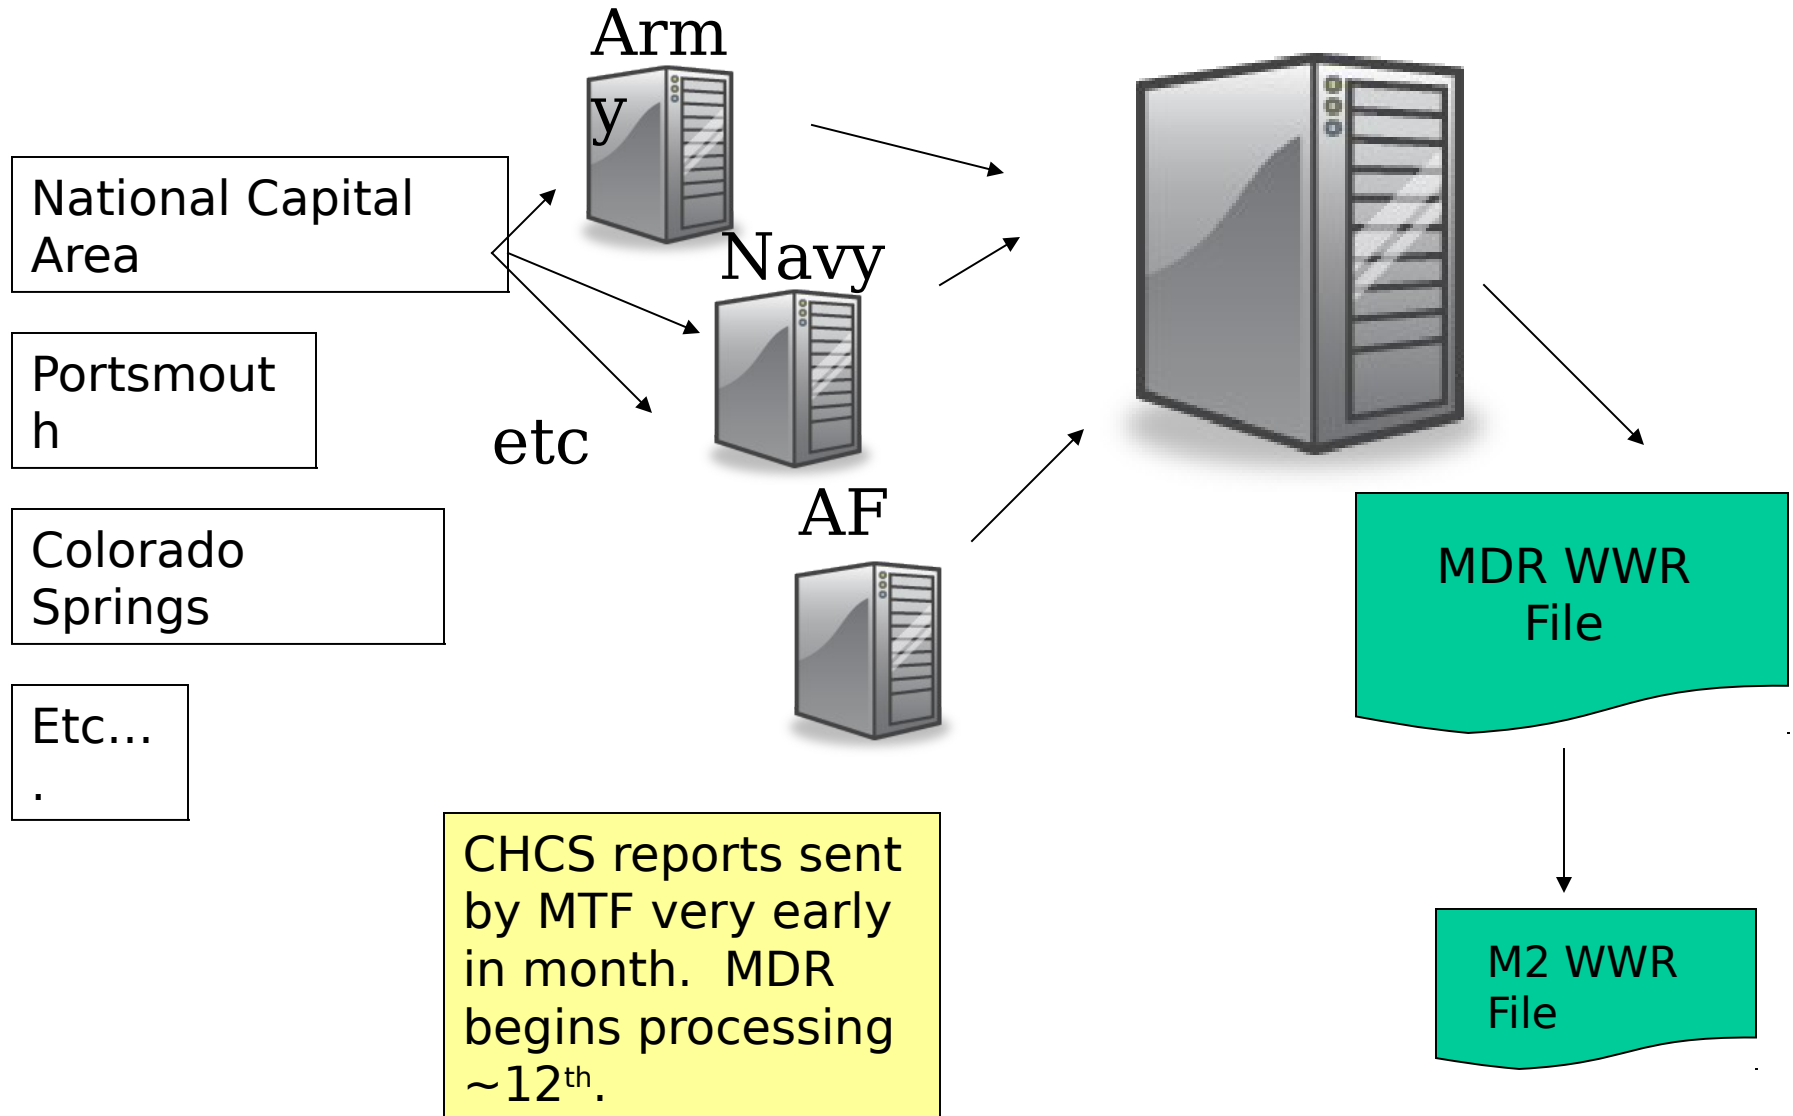 Arm
y
National Capital
Area
Navy
Portsmout
h
etc
AF
Colorado
Springs
MDR WWR
File
Etc...
.
CHCS reports sent
by MTF very early
in month.  MDR
begins processing
~12th.
M2 WWR
File